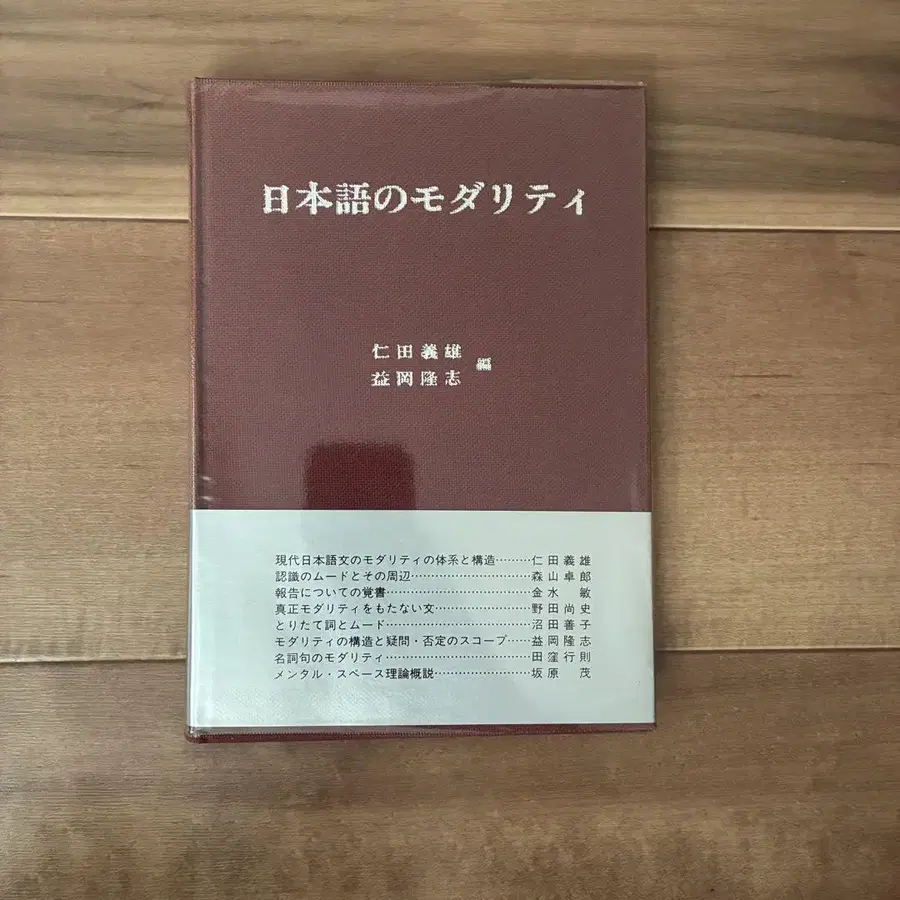 日本語のモダリティ
仁田義雄
益岡隆志
編
現代日本語文のモダリティの体系と構造………仁田義雄
認識のムードとその周辺………………………森山卓郎
報告についての覚書……………………………金水　敏
真正モダリティをもたない文…………………野田尚史
とりたて詞とムード……………………………沼田善子
モダリティの構造と疑問・否定のスコープ……益岡隆志
名詞句のモダリティ……………………………田窪行則
メンタル・スペース理論概説…………………坂原　茂